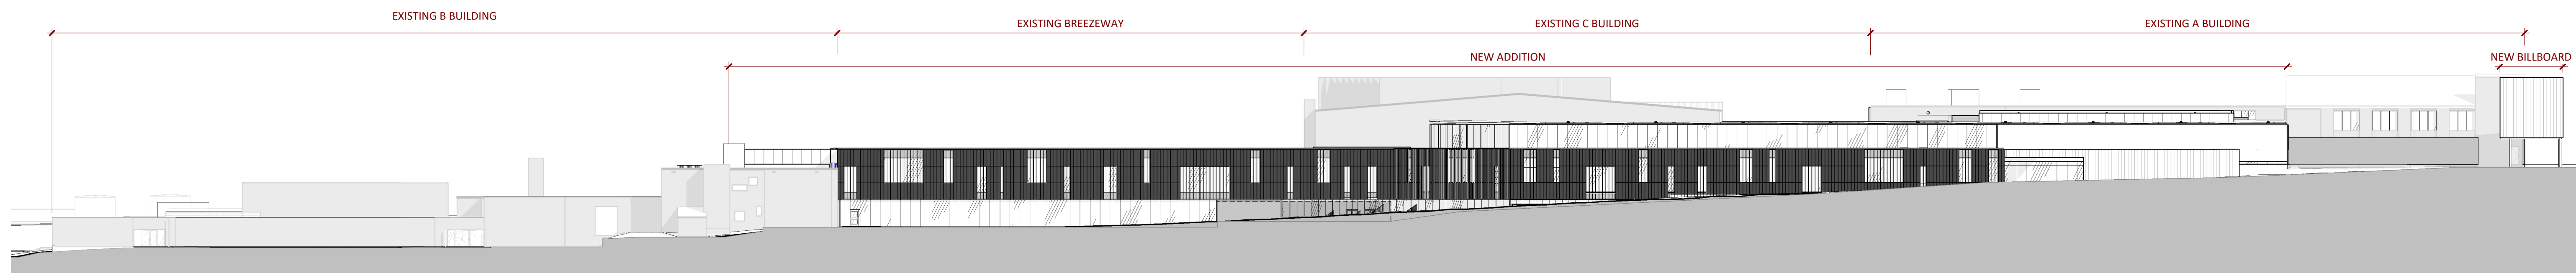 EXISTING B BUILDING
EXISTING BREEZEWAY
EXISTING C BUILDING
EXISTING A BUILDING
NEW ADDITION
NEW BILLBOARD